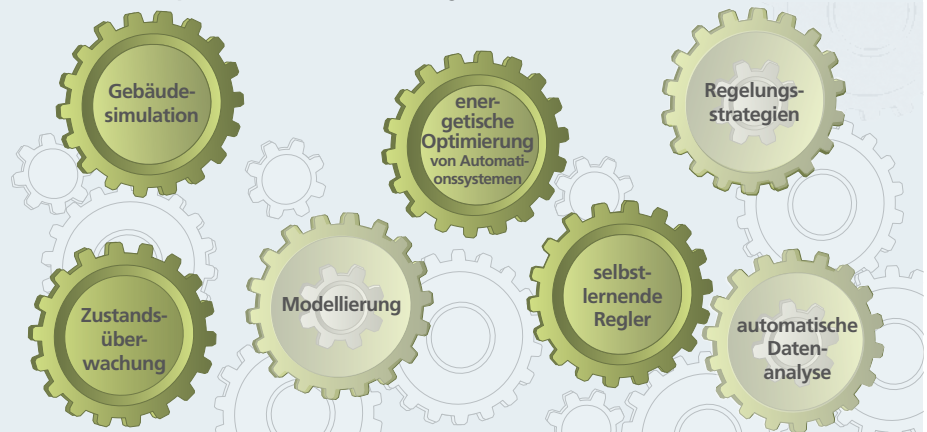 Gebäude-
simulation
ener-
getische
Optimierung
von Automati-
onssystemen
Regelungs-
strategien
Zustands-
über-
wachung
Modellierung
selbst-
lernende
Regler
automatische
Daten-
analyse